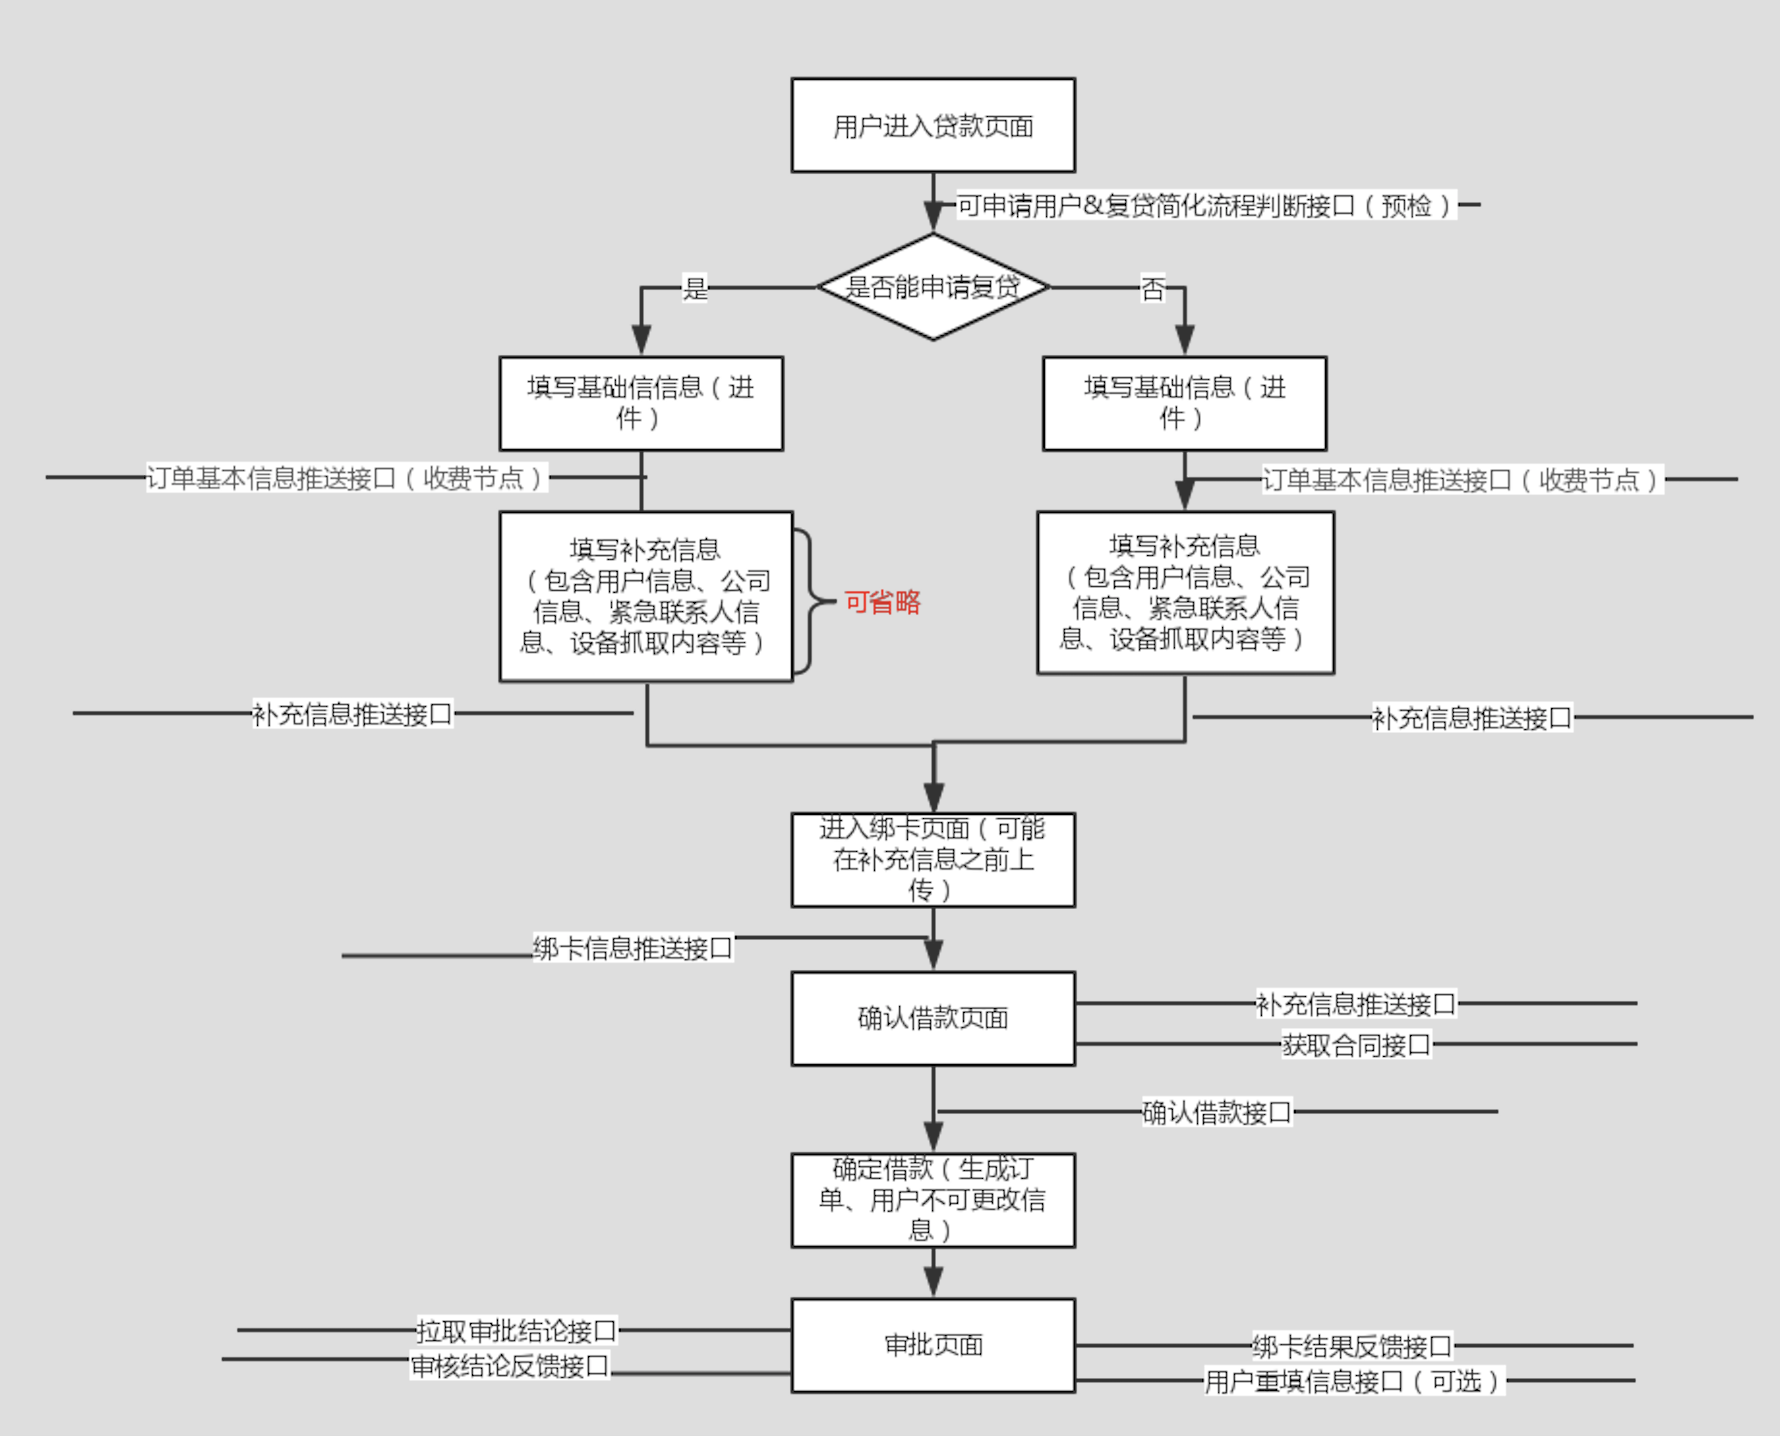 用户进入贷款页面
可申请用户&复贷简化流程判断接口（预检）
是否能申请复贷
是
否
填写基础信信息（进
件）
填写基础信息（进
件）
订单基本信息推送接口（收费节点）
订单基本信息推送接口（收费节点）
填写补充信息
（包含用户信息、公司
信息、紧急联系人信
息、设备抓取内容等）
可省略
填写补充信息
（包含用户信息、公司
信息、紧急联系人信
息、设备抓取内容等）
补充信息推送接口
补充信息推送接口
进入绑卡页面（可能
在补充信息之前上
传）
绑卡信息推送接口
确认借款页面
补充信息推送接口
获取合同接口
确认借款接口
确定借款（生成订
单、用户不可更改信
息）
拉取审批结论接口
审核结论反馈接口
审批页面
绑卡结果反馈接口
用户重填信息接口（可选）